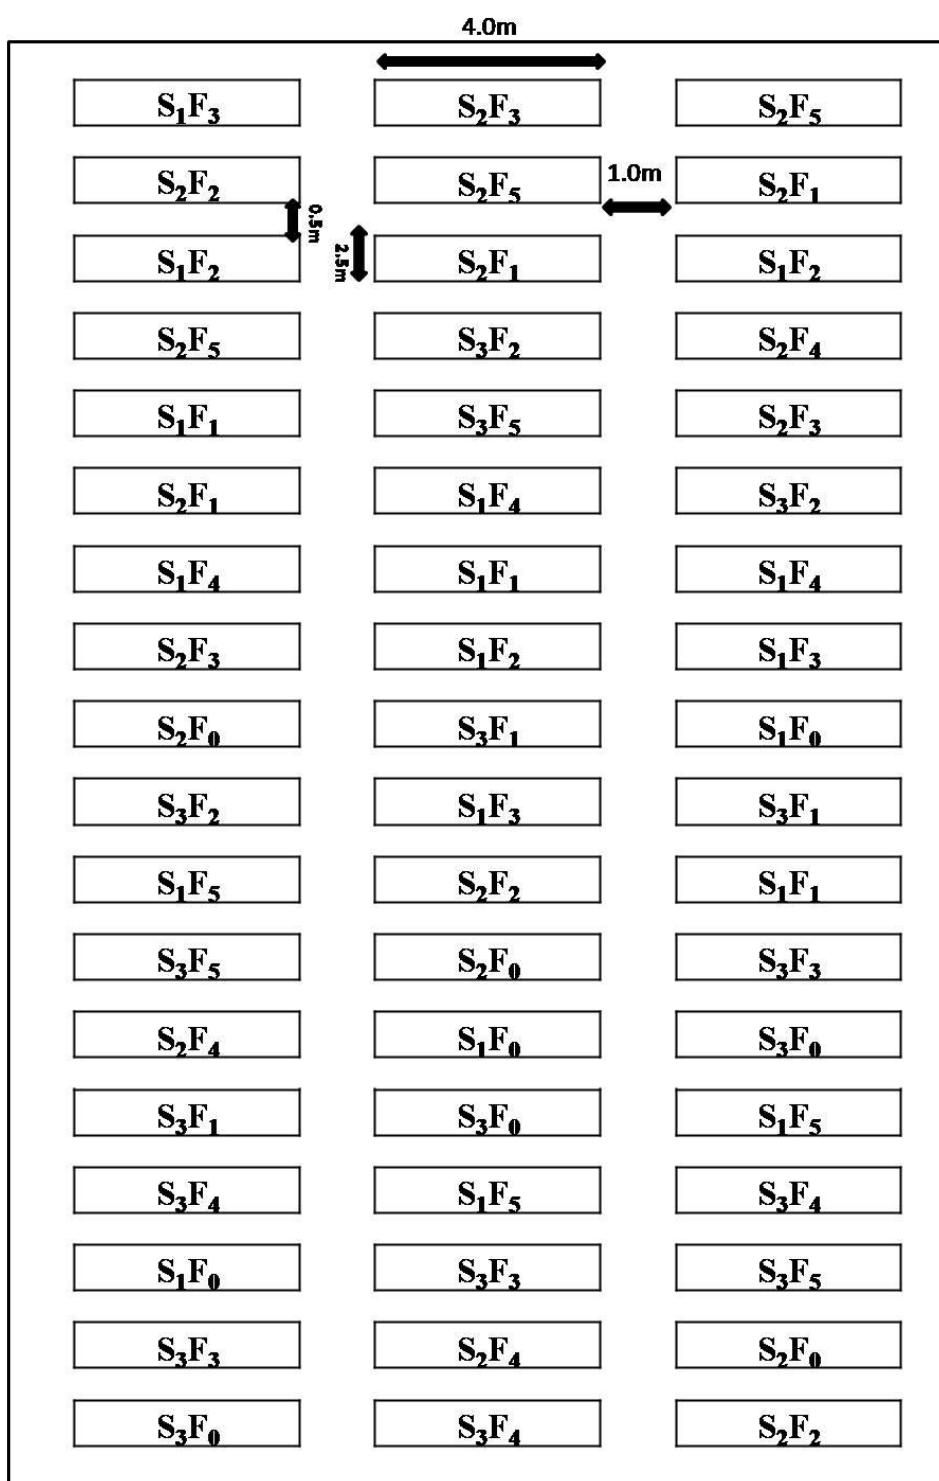 4.0m
S₁F₃ S₂F₃ S₂F₅
S₂F₂ S₂F₅ 1.0m S₂F₁
0.5m
2.5m
S₁F₂ S₂F₁ S₁F₂
S₂F₅ S₃F₂ S₂F₄
S₁F₁ S₃F₅ S₂F₃
S₂F₁ S₁F₄ S₃F₂
S₁F₄ S₁F₁ S₁F₄
S₂F₃ S₁F₂ S₁F₃
S₂F₀ S₃F₁ S₁F₀
S₃F₂ S₁F₃ S₃F₁
S₁F₅ S₂F₂ S₁F₁
S₃F₅ S₂F₀ S₃F₃
S₂F₄ S₁F₀ S₃F₀
S₃F₁ S₃F₀ S₁F₅
S₃F₄ S₁F₅ S₃F₄
S₁F₀ S₃F₃ S₃F₅
S₃F₃ S₂F₄ S₂F₀
S₃F₀ S₃F₄ S₂F₂